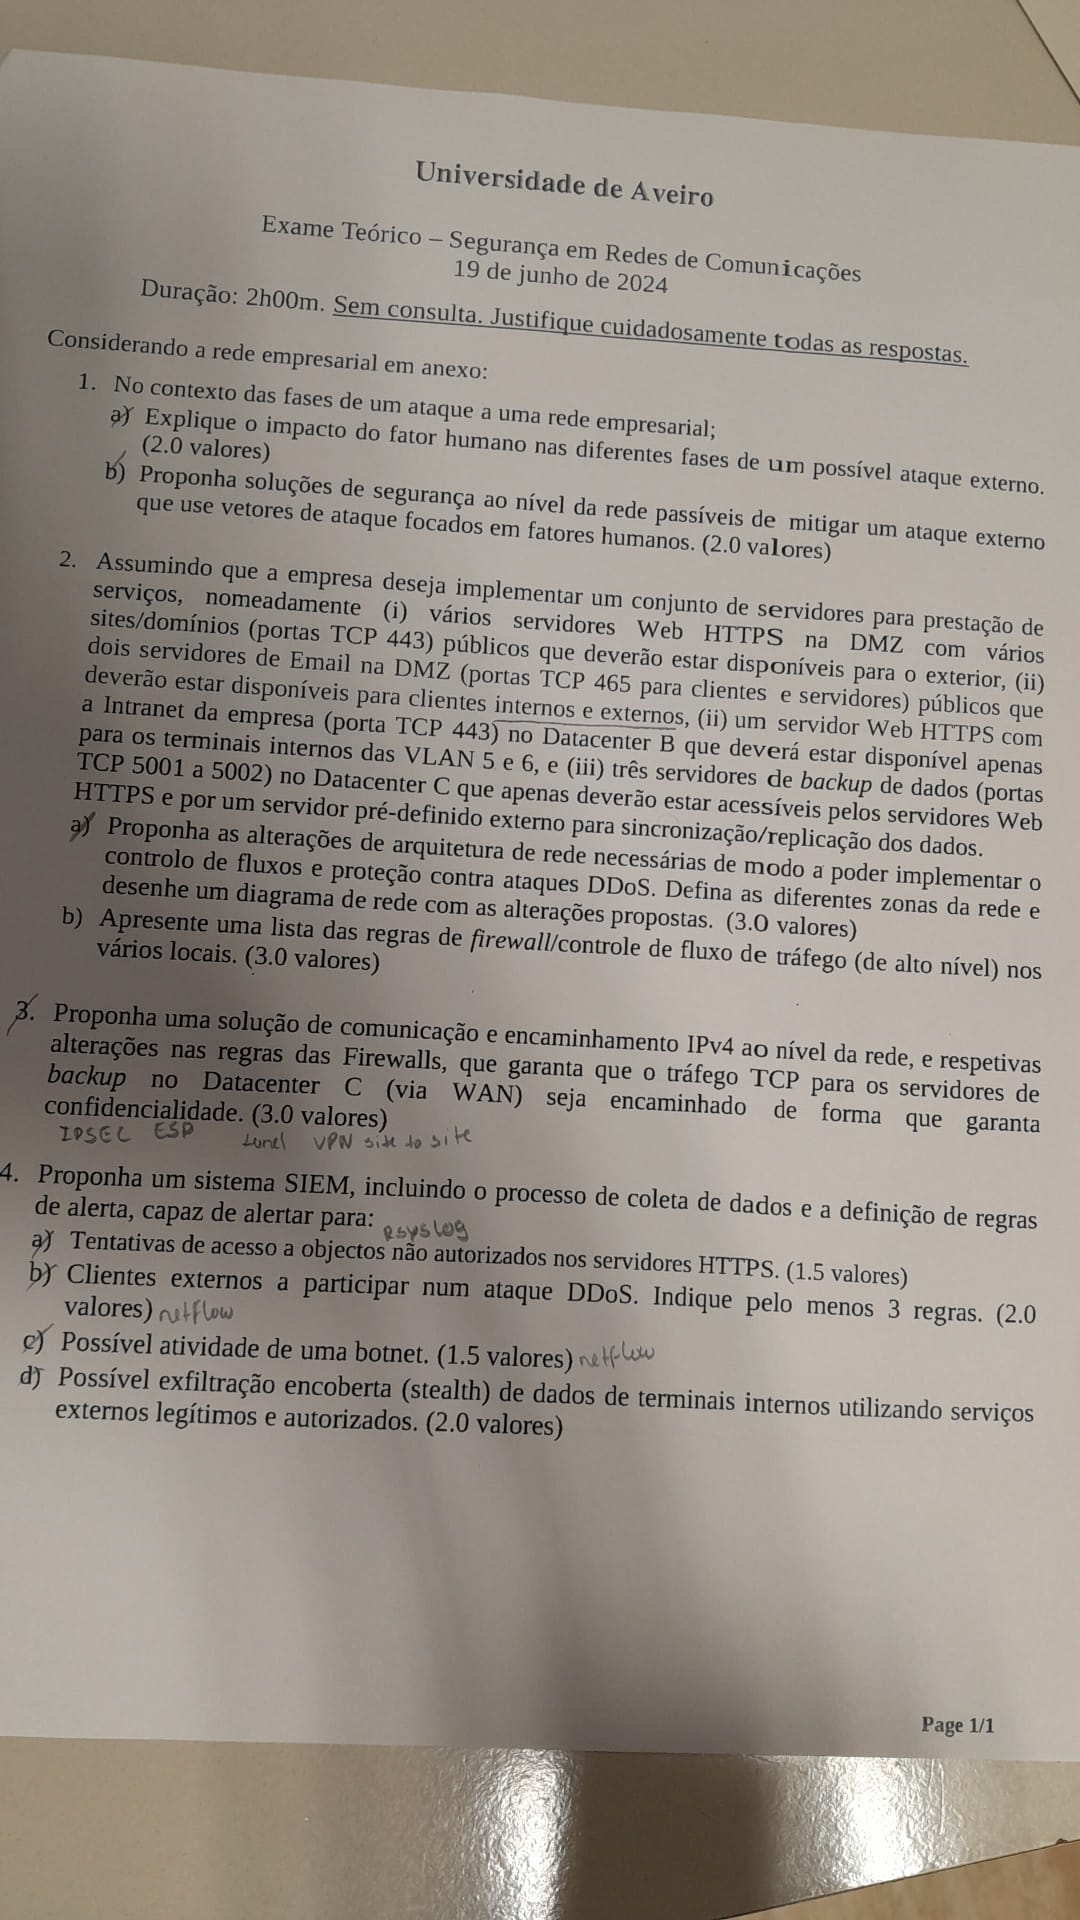 Universidade de Aveiro
Exame Teórico – Segurança em Redes de Comunicações
19 de junho de 2024
Duração: 2h00m. Sem consulta. Justifique cuidadosamente todas as respostas.
Considerando a rede empresarial em anexo:
1. No contexto das fases de um ataque a uma rede empresarial;
a) Explique o impacto do fator humano nas diferentes fases de um possível ataque externo.
(2.0 valores)
b) Proponha soluções de segurança ao nível da rede passíveis de mitigar um ataque externo
que use vetores de ataque focados em fatores humanos. (2.0 valores)
2. Assumindo que a empresa deseja implementar um conjunto de servidores para prestação de
serviços, nomeadamente (i) vários servidores Web HTTPS na DMZ com vários
sites/domínios (portas TCP 443) públicos que deverão estar disponíveis para o exterior, (ii)
dois servidores de Email na DMZ (portas TCP 465 para clientes e servidores) públicos que
deverão estar disponíveis para clientes internos e externos, (ii) um servidor Web HTTPS com
a Intranet da empresa (porta TCP 443) no Datacenter B que deverá estar disponível apenas
para os terminais internos das VLAN 5 e 6, e (iii) três servidores de backup de dados (portas
TCP 5001 a 5002) no Datacenter C que apenas deverão estar acessíveis pelos servidores Web
HTTPS e por um servidor pré-definido externo para sincronização/replicação dos dados.
a) Proponha as alterações de arquitetura de rede necessárias de modo a poder implementar o
controlo de fluxos e proteção contra ataques DDoS. Defina as diferentes zonas da rede e
desenhe um diagrama de rede com as alterações propostas. (3.0 valores)
b) Apresente uma lista das regras de firewall/controle de fluxo de tráfego (de alto nível) nos
vários locais. (3.0 valores)
3. Proponha uma solução de comunicação e encaminhamento IPv4 ao nível da rede, e respetivas
alterações nas regras das Firewalls, que garanta que o tráfego TCP para os servidores de
backup no Datacenter C (via WAN) seja encaminhado de forma que garanta
confidencialidade. (3.0 valores)
IPSEC ESP tunel VPN site to site
4. Proponha um sistema SIEM, incluindo o processo de coleta de dados e a definição de regras
de alerta, capaz de alertar para: Rsyslog
a) Tentativas de acesso a objectos não autorizados nos servidores HTTPS. (1.5 valores)
b) Clientes externos a participar num ataque DDoS. Indique pelo menos 3 regras. (2.0
valores) netflow
c) Possível atividade de uma botnet. (1.5 valores) netflow
d) Possível exfiltração encoberta (stealth) de dados de terminais internos utilizando serviços
externos legítimos e autorizados. (2.0 valores)
Page 1/1